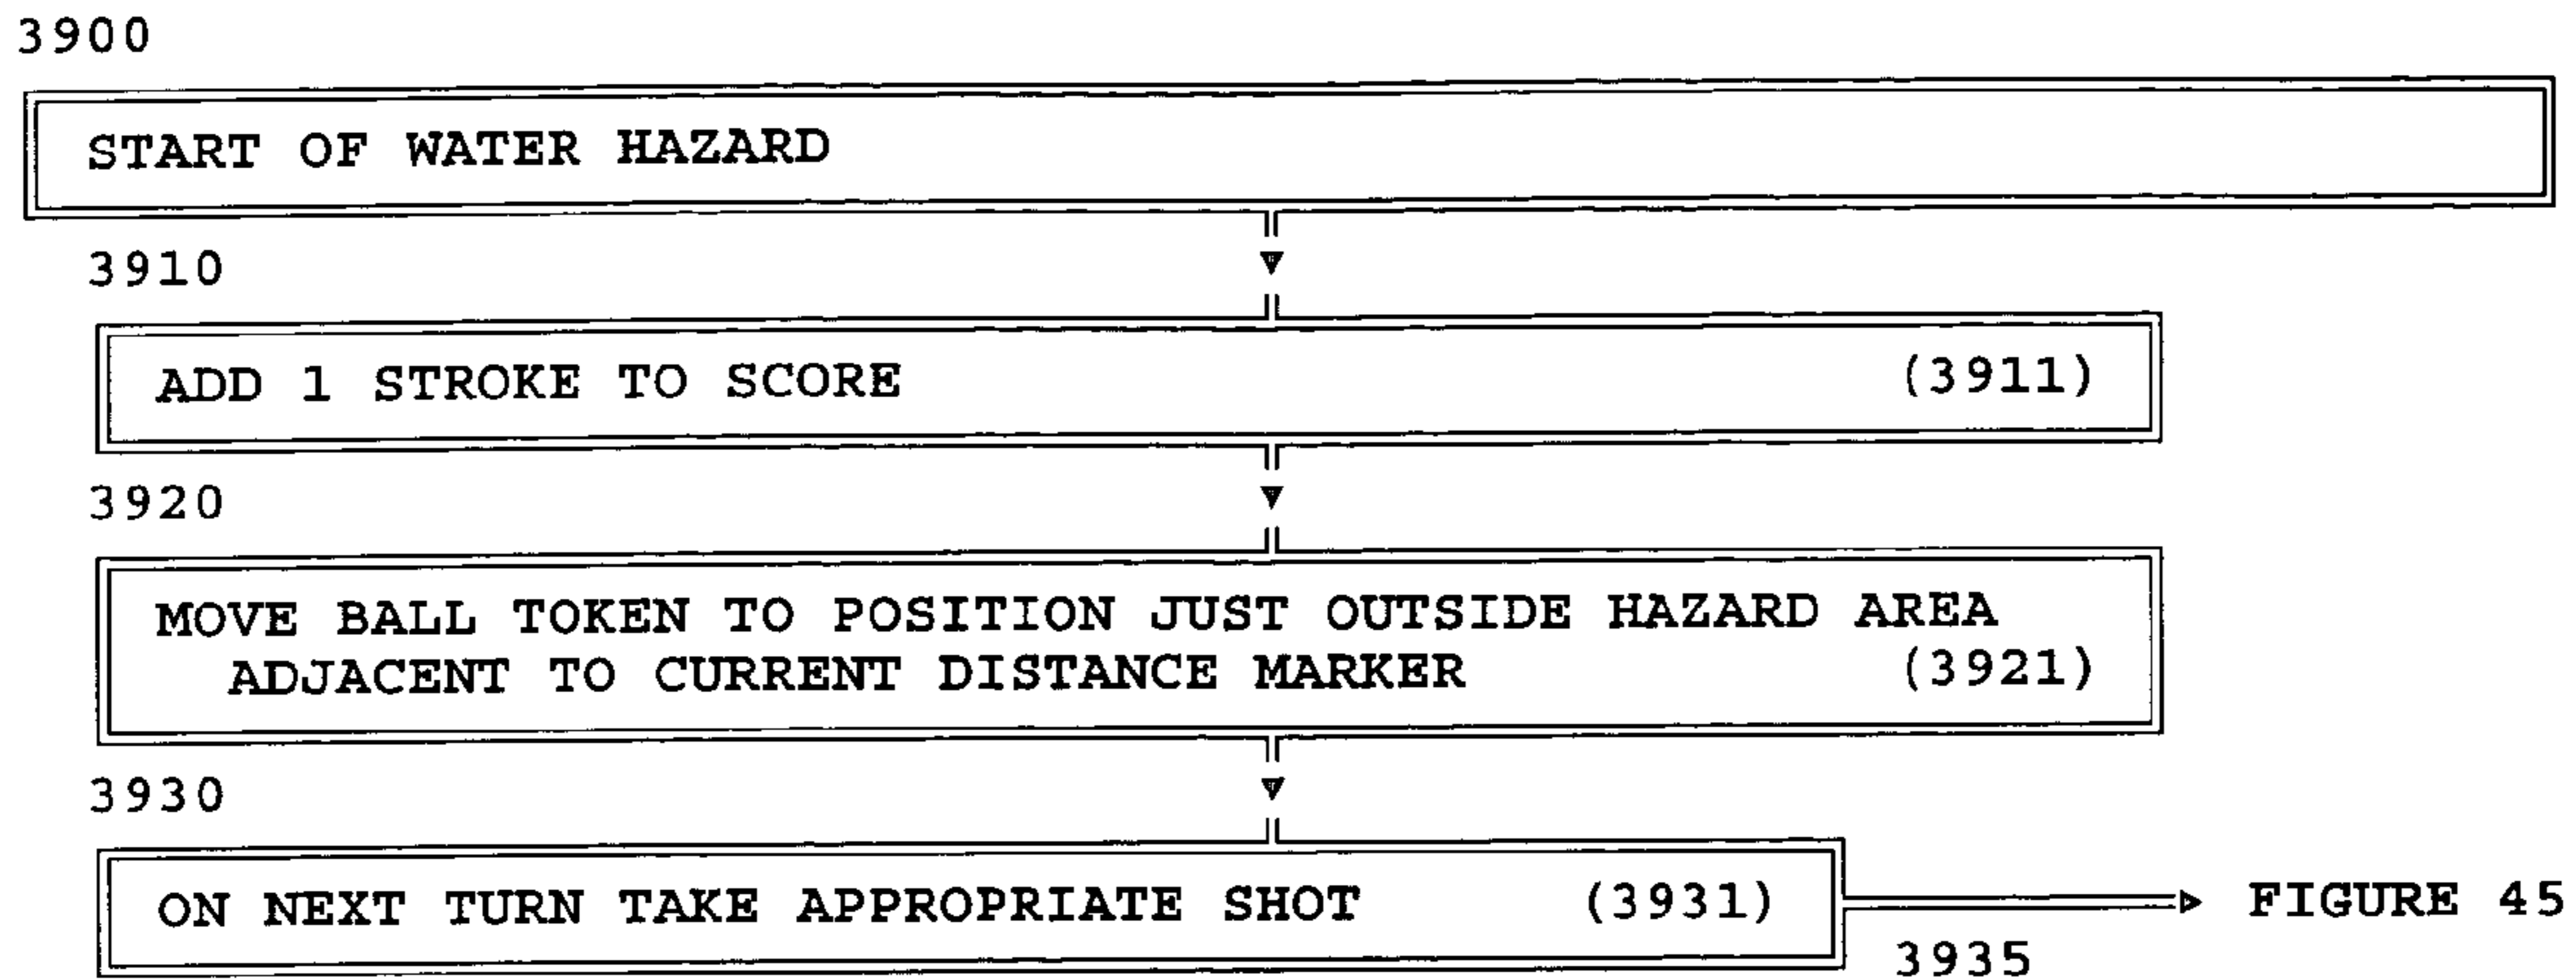 3900
START OF WATER HAZARD
3910
ADD 1 STROKE TO SCORE (3911)
3920
MOVE BALL TOKEN TO POSITION JUST OUTSIDE HAZARD AREA
ADJACENT TO CURRENT DISTANCE MARKER (3921)
3930
ON NEXT TURN TAKE APPROPRIATE SHOT (3931) FIGURE 45
3935